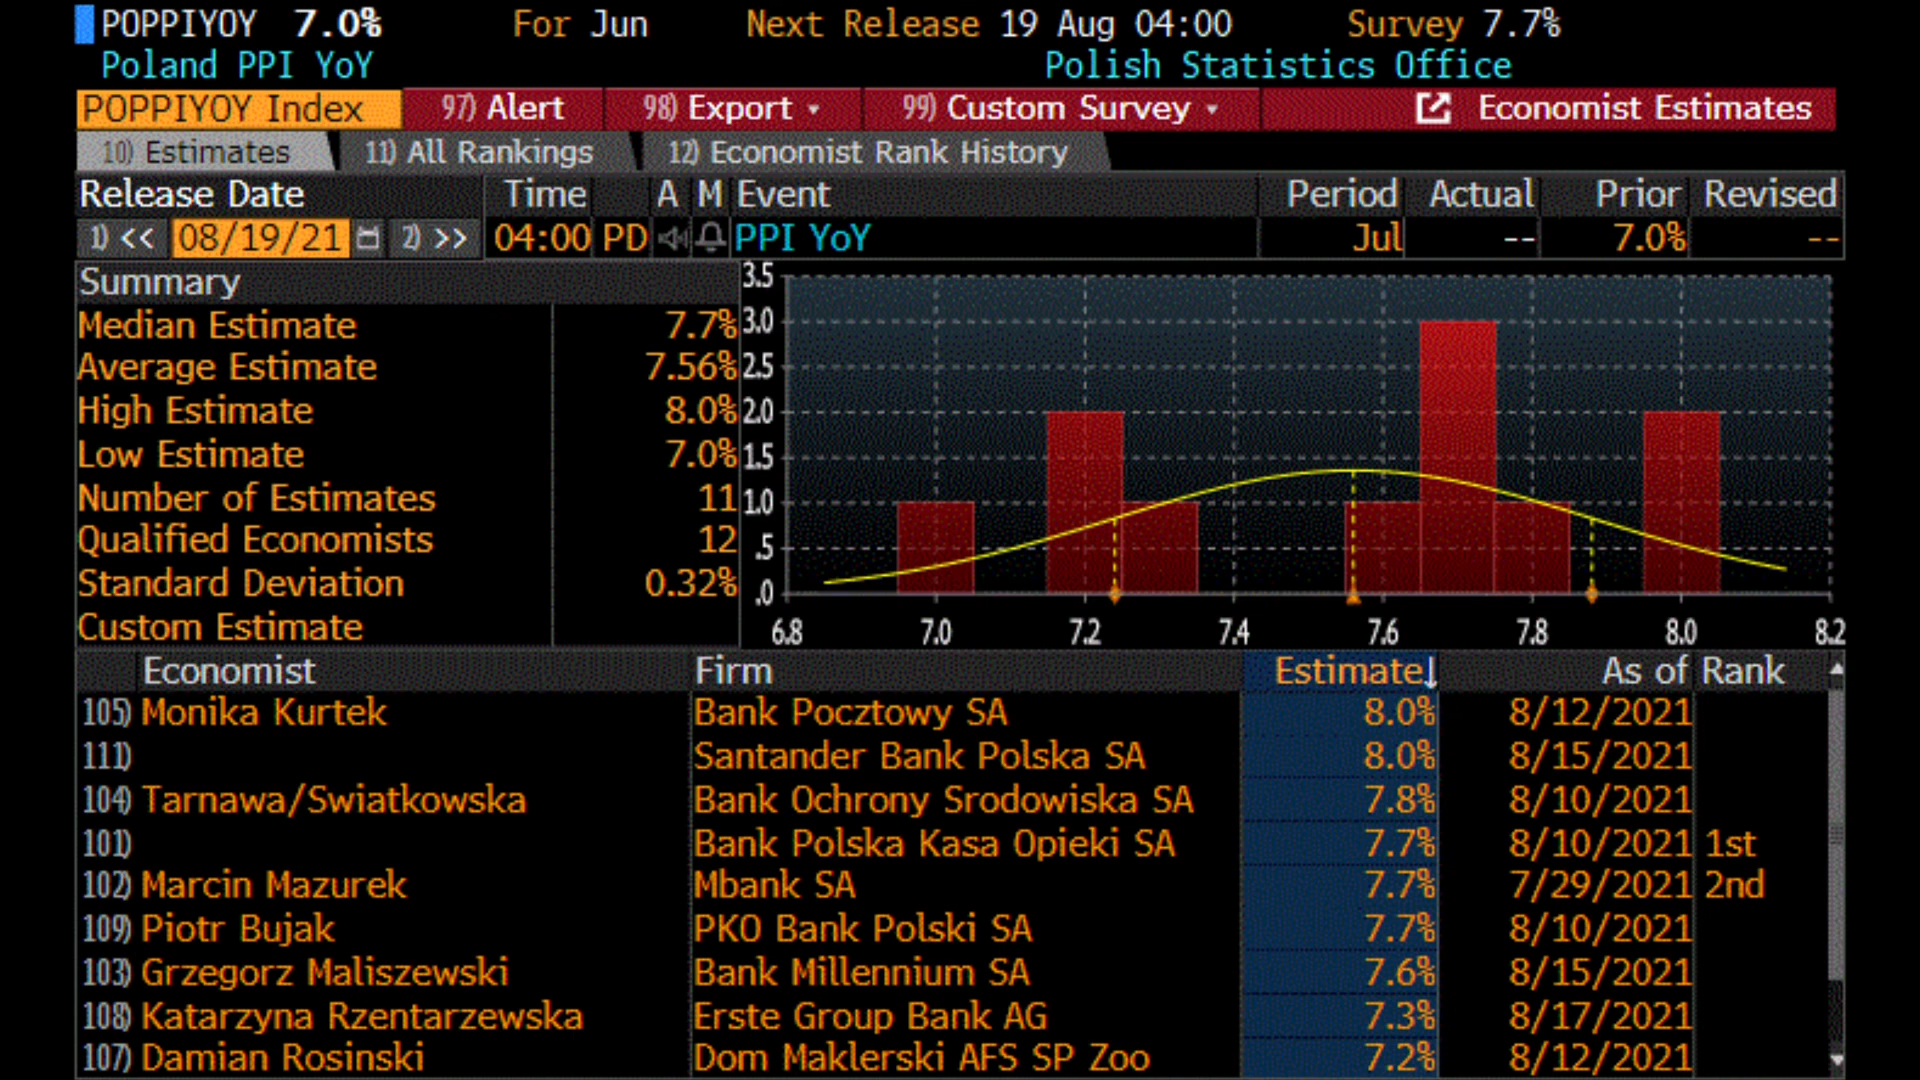 POPPIYOY 7.0% For Jun Next Release 19 Aug 04:00 Survey 7.7%
Poland PPI YoY Polish Statistics Office
POPPIYOY Index 97) Alert 98) Export 99) Custom Survey Economist Estimates
10) Estimates 11) All Rankings 12) Economist Rank History
Release Date Time A M Event Period Actual Prior Revised
1) << 08/19/21 2) >> 04:00 PD PPI YoY Jul -- 7.0% --
Summary
Median Estimate 7.7%
Average Estimate 7.56%
High Estimate 8.0%
Low Estimate 7.0%
Number of Estimates 11
Qualified Economists 12
Standard Deviation 0.32%
Custom Estimate
3.5
3.0
2.5
2.0
1.5
1.0
.5
.0
6.8 7.0 7.2 7.4 7.6 7.8 8.0 8.2
Economist Firm Estimate↓ As of Rank
105) Monika Kurtek Bank Pocztowy SA 8.0% 8/12/2021
111) Santander Bank Polska SA 8.0% 8/15/2021
104) Tarnawa/Swiatkowska Bank Ochrony Srodowiska SA 7.8% 8/10/2021
101) Bank Polska Kasa Opieki SA 7.7% 8/10/2021 1st
102) Marcin Mazurek Mbank SA 7.7% 7/29/2021 2nd
109) Piotr Bujak PKO Bank Polski SA 7.7% 8/10/2021
103) Grzegorz Maliszewski Bank Millennium SA 7.6% 8/15/2021
108) Katarzyna Rzentarzewska Erste Group Bank AG 7.3% 8/17/2021
107) Damian Rosinski Dom Maklerski AFS SP Zoo 7.2% 8/12/2021